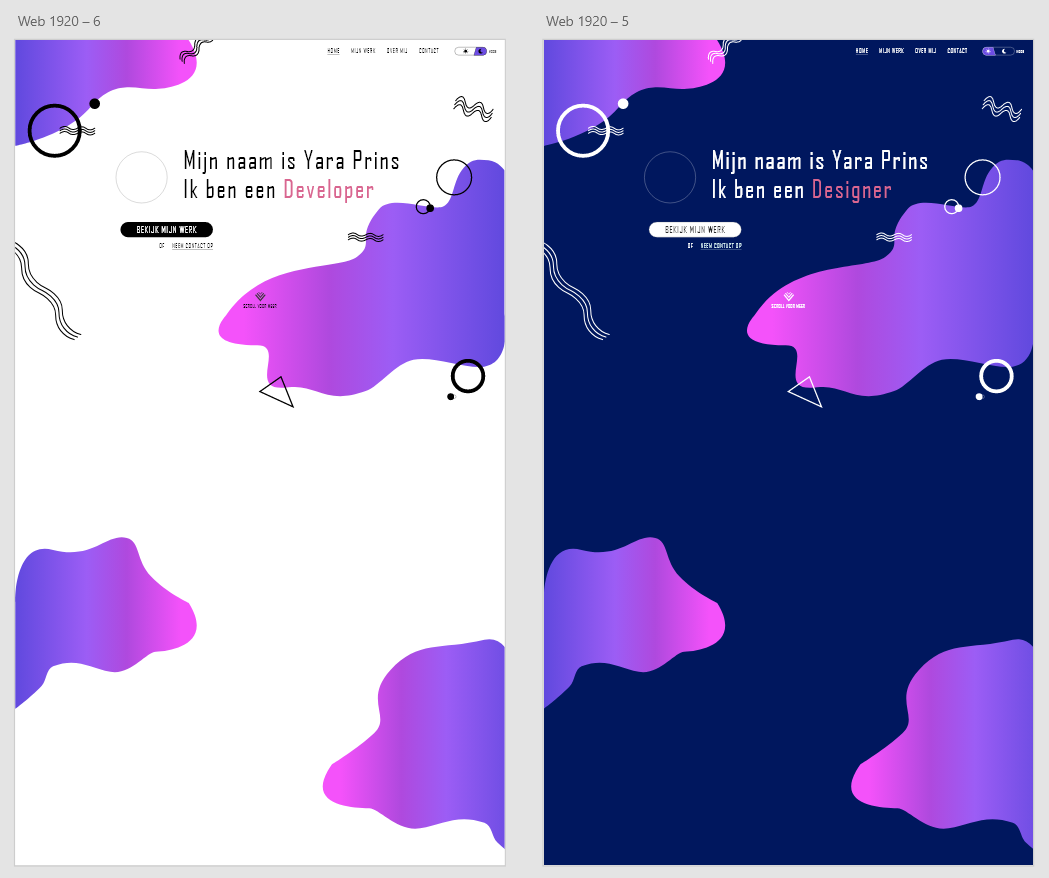 Web 1920 – 6
HOME MIJN WERK OVER MIJ CONTACT
Mijn naam is Yara Prins
Ik ben een Developer
BEKIJK MIJN WERK
OF NEEM CONTACT OP
SCROLL VOOR MEER
Web 1920 – 5
HOME MIJN WERK OVER MIJ CONTACT
Mijn naam is Yara Prins
Ik ben een Designer
BEKIJK MIJN WERK
OF NEEM CONTACT OP
SCROLL VOOR MEER